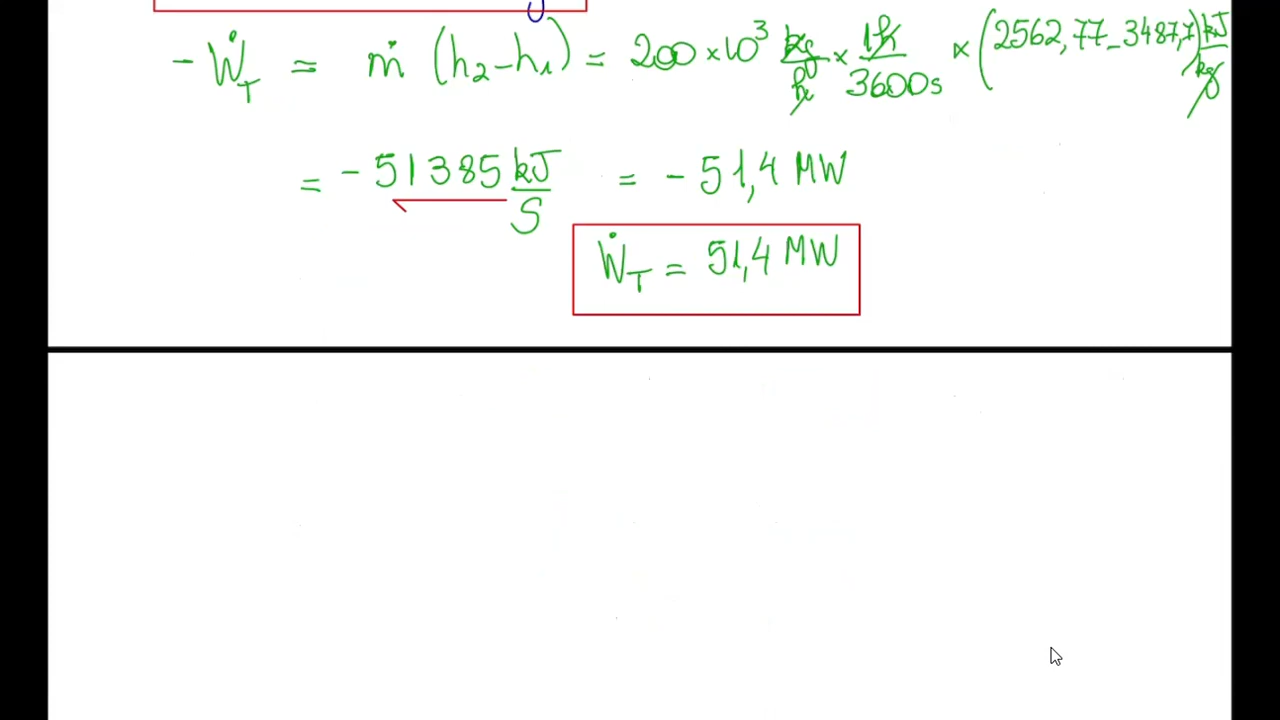 - Ẇ_T = ṁ (h₂-h₁) = 200×10³ kg/h × 1h/3600s × (2562,77-3487,7) kJ/kg
= - 51385 kJ/S = - 51,4 MW
Ẇ_T = 51,4 MW